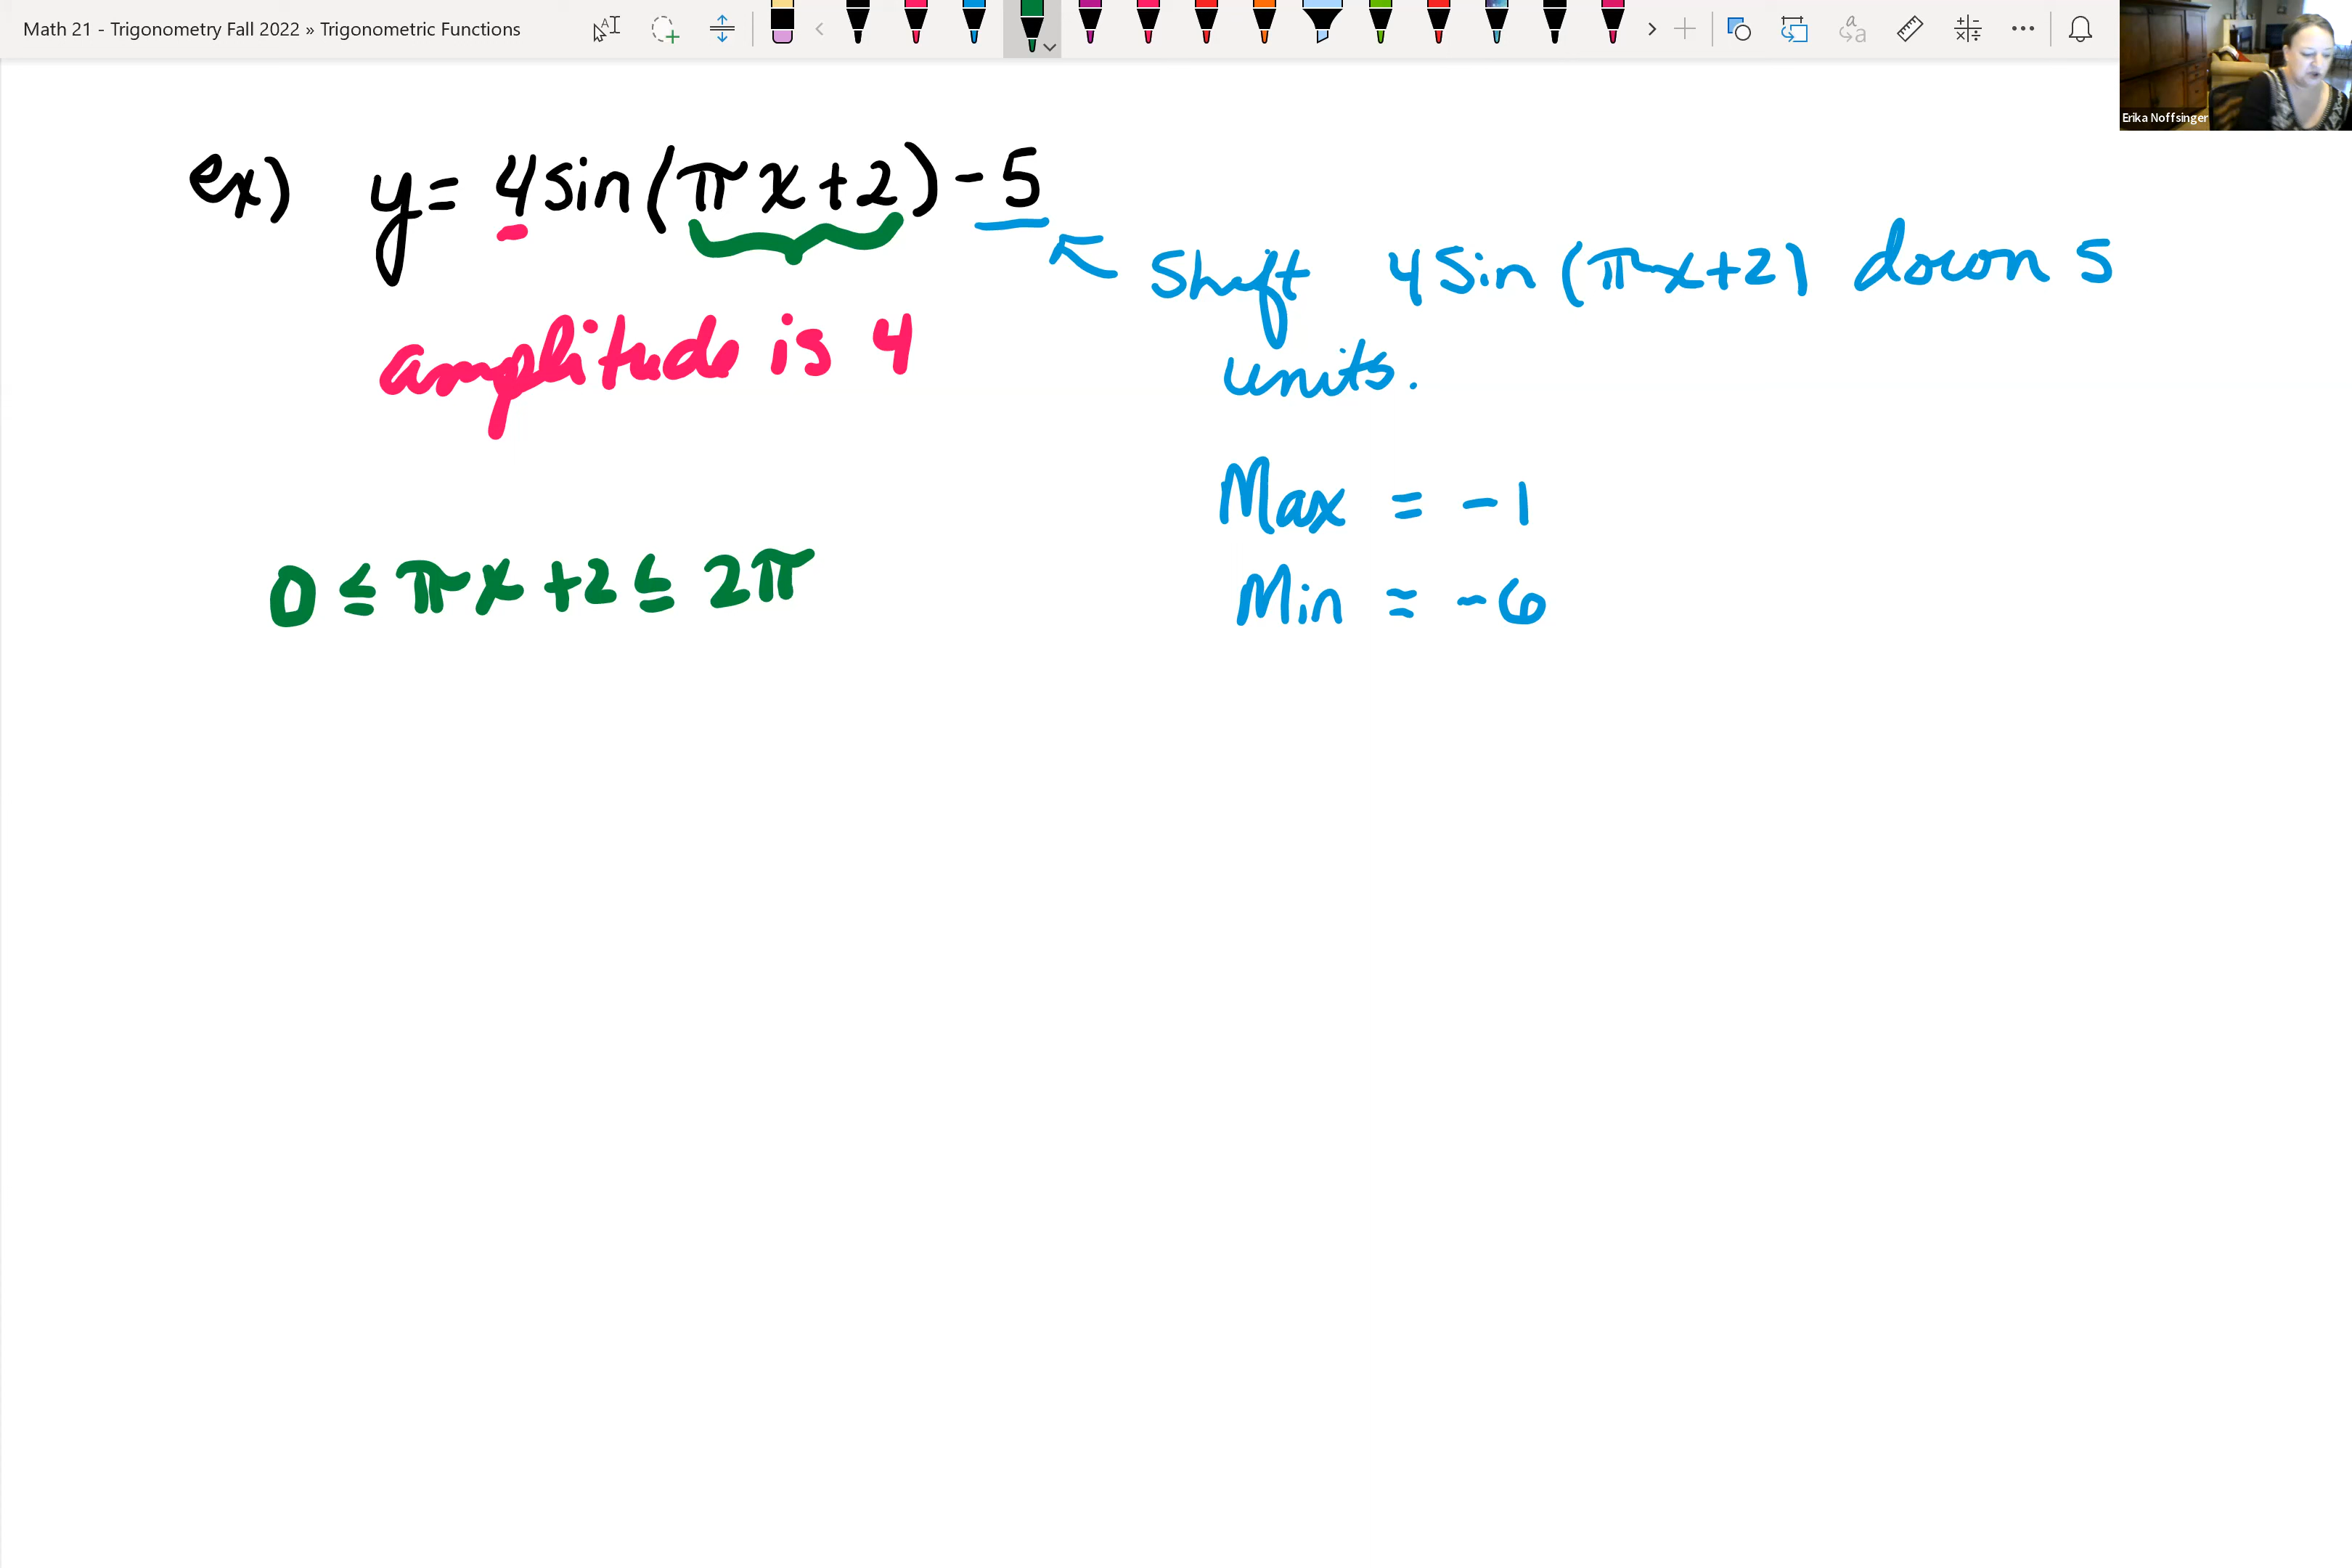 Math 21 - Trigonometry Fall 2022 » Trigonometric Functions
Erika Noffsinger
ex) y = 4sin(πx+2) - 5
shift 4sin(πx+2) down 5
units.
amplitude is 4
Max = -1
Min = -6
0 ≤ πx + 2 ≤ 2π